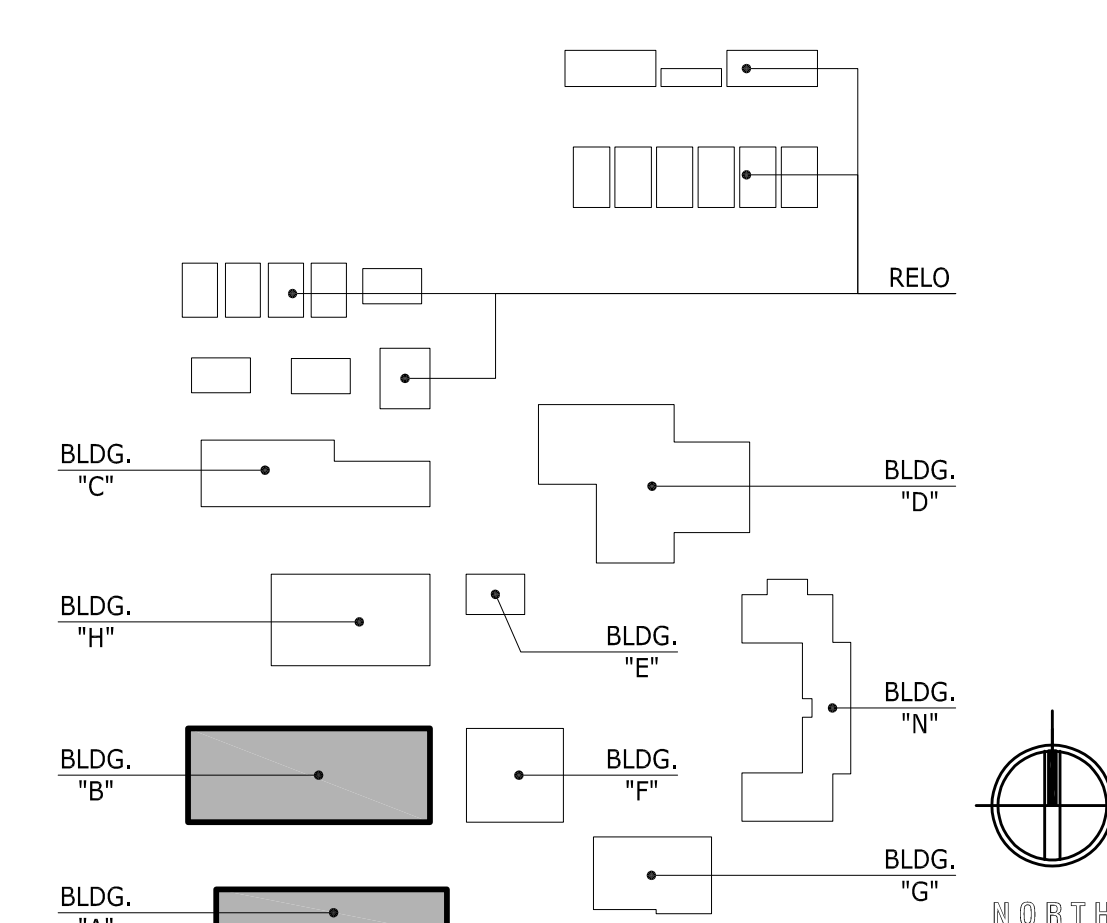 RELO
BLDG.
"C"
BLDG.
"D"
BLDG.
"H"
BLDG.
"E"
BLDG.
"N"
BLDG.
"B"
BLDG.
"F"
BLDG.
"G"
BLDG.
"A"
NORTH